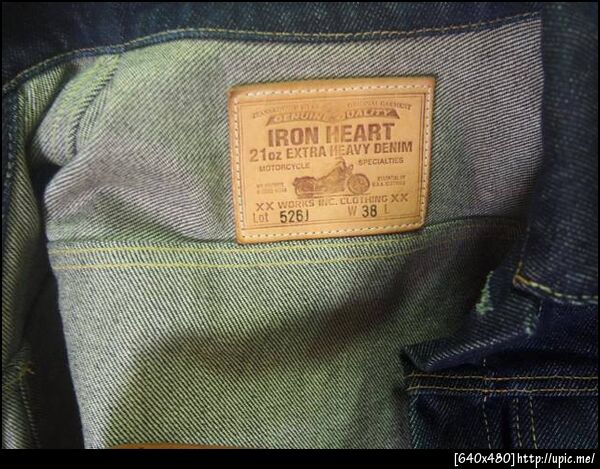 GENUINE QUALITY
IRON HEART
21oz EXTRA HEAVY DENIM
MOTORCYCLE SPECIALTIES
XX WORKS INC. CLOTHING XX
Lot 526J W 38 L
[640x480]http://upic.me/